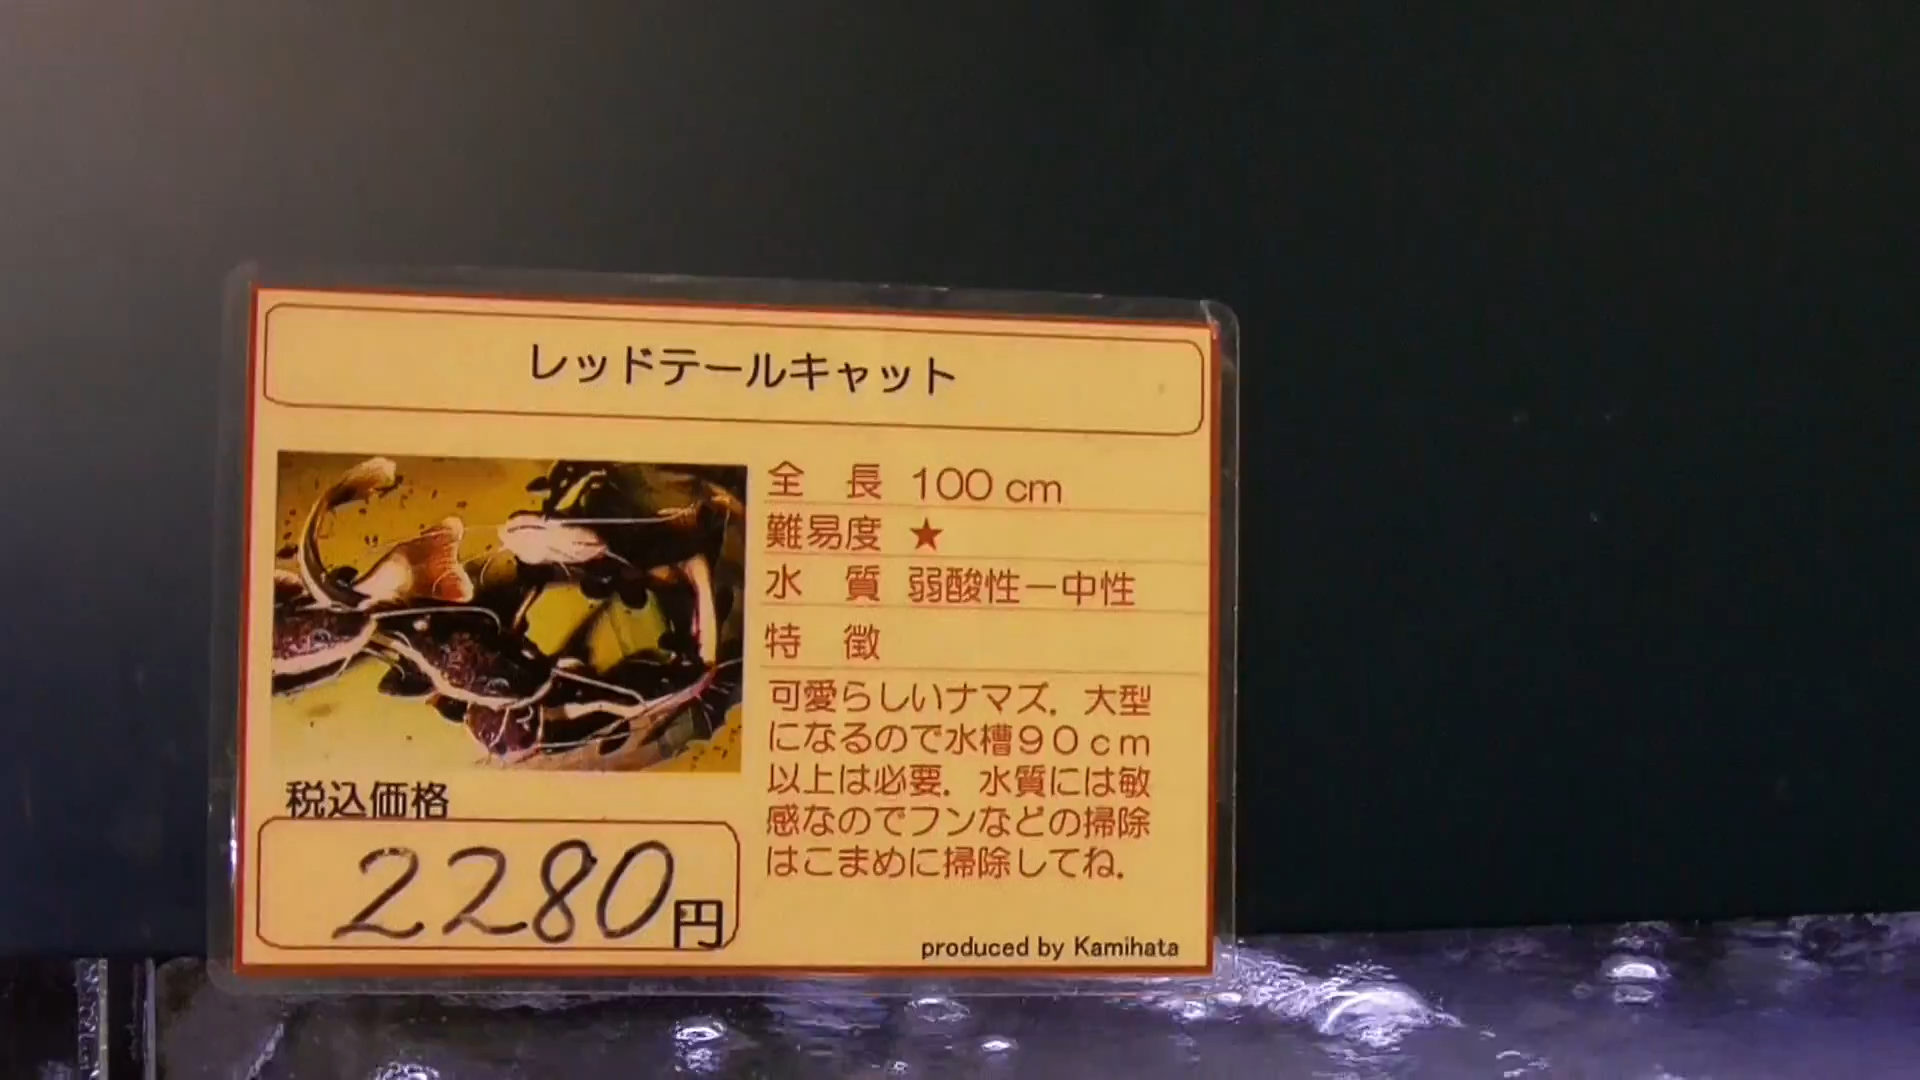 レッドテールキャット
全長 100 cm
難易度 ★
水質 弱酸性ー中性
特徴
可愛らしいナマズ．大型
になるので水槽９０ｃｍ
以上は必要．水質には敏
感なのでフンなどの掃除
はこまめに掃除してね．
税込価格
2280円
produced by Kamihata